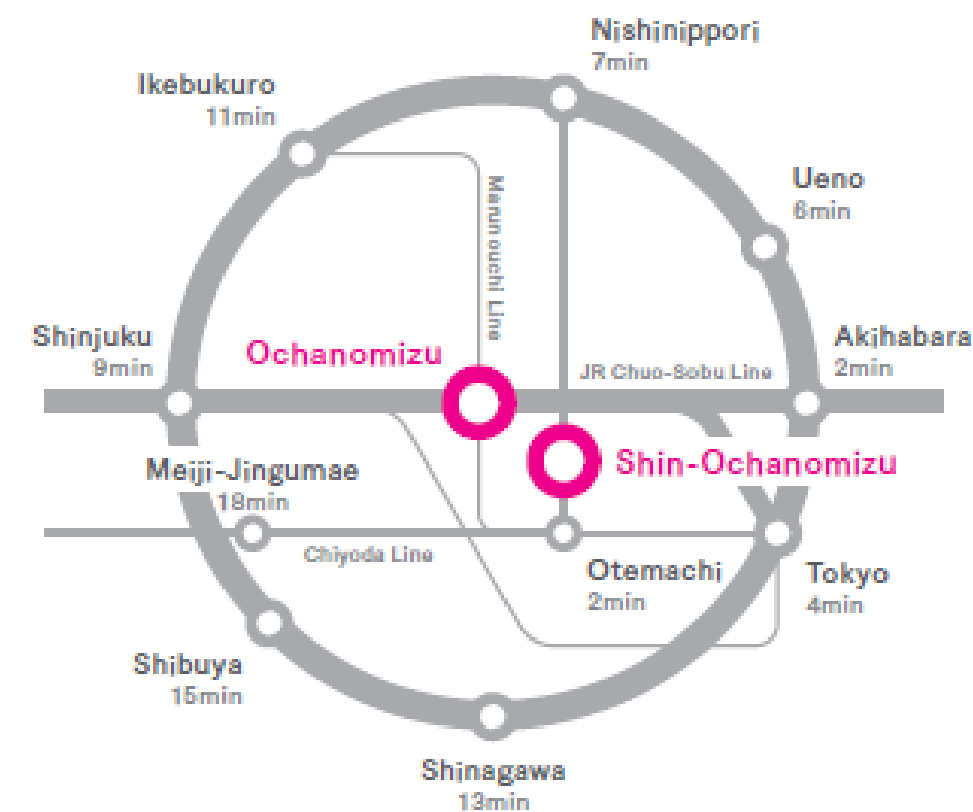 Nishinippori
7min
Ikebukuro
11min
Ueno
6min
Marunouchi Line
Shinjuku
9min
Ochanomizu
JR Chuo-Sobu Line
Akihabara
2min
Meiji-Jingumae
18min
Shin-Ochanomizu
Chiyoda Line
Otemachi
2min
Tokyo
4min
Shibuya
15min
Shinagawa
13min